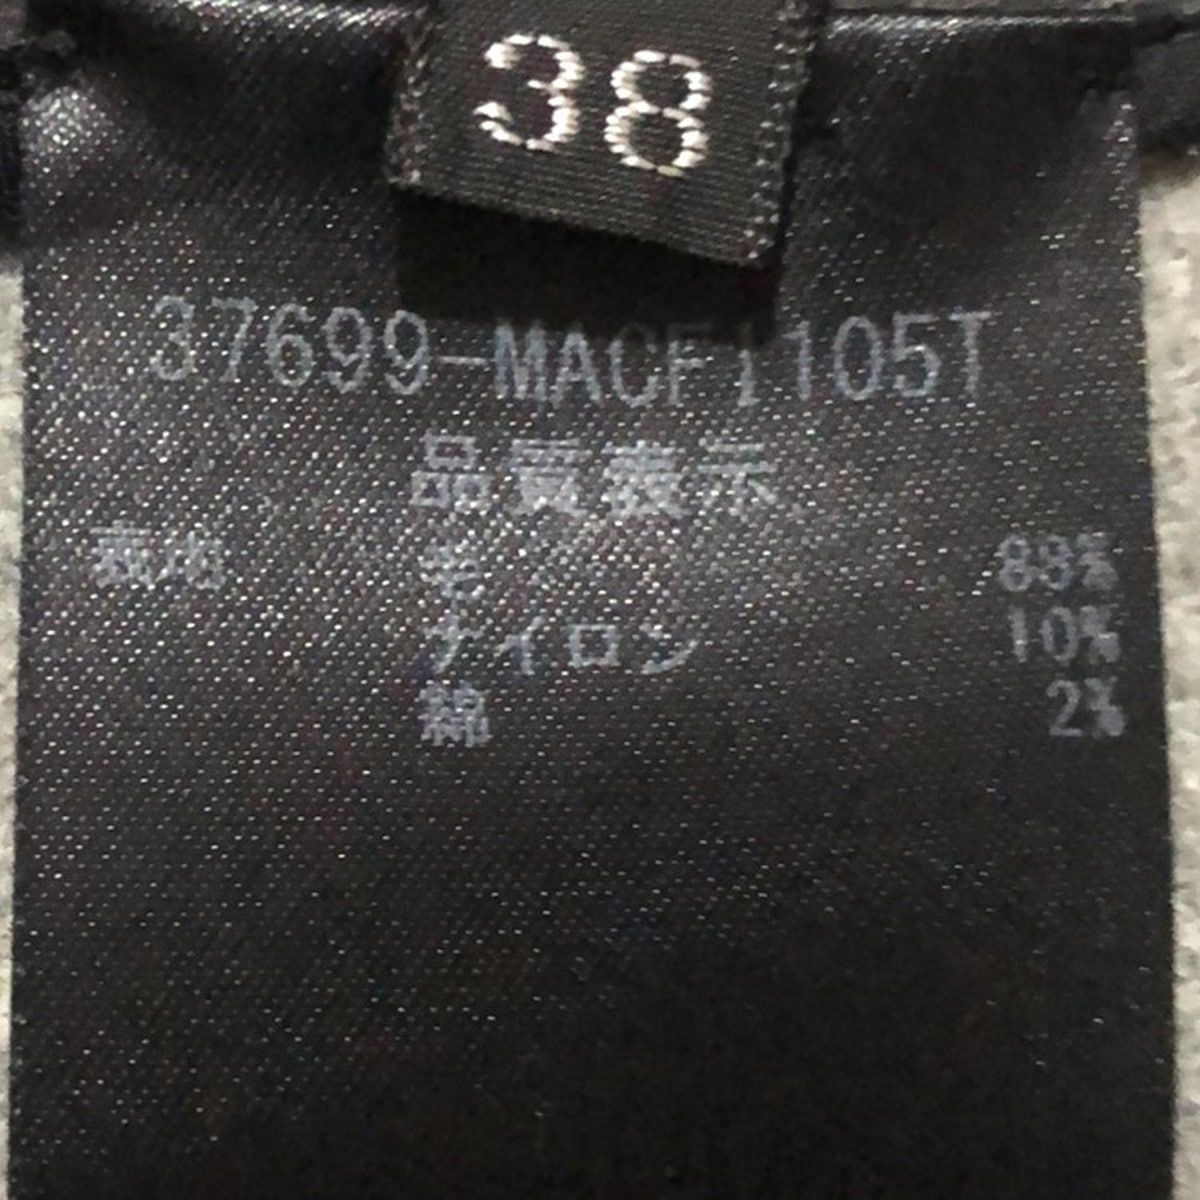 38
37699-MACF1105T
品質表示
表地 毛 88%
ナイロン 10%
綿 2%